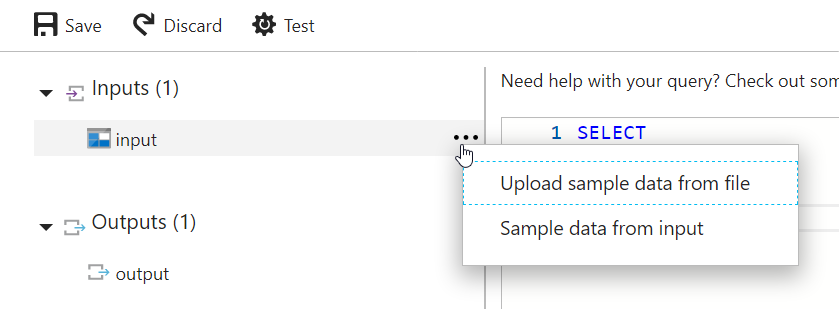 Save Discard Test
Inputs (1)
Need help with your query? Check out som
input
1 SELECT
Upload sample data from file
Sample data from input
Outputs (1)
output